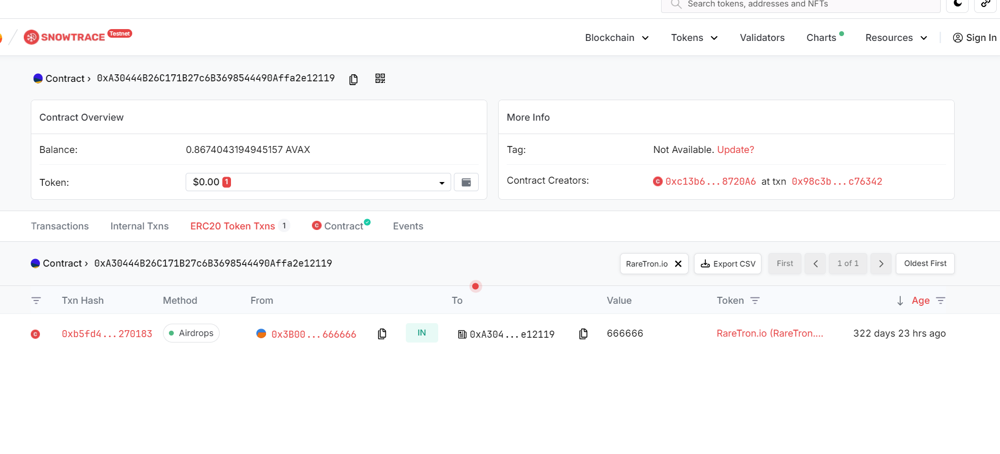 Search tokens, addresses and NFTs
SNOWTRACE Testnet
Blockchain Tokens Validators Charts Resources Sign In
Contract › 0xA30444B26C171B27c6B3698544490Affa2e12119
Contract Overview
Balance: 0.8674043194945157 AVAX
Token: $0.00 1
More Info
Tag: Not Available. Update?
Contract Creators: C 0xc13b6...8720A6 at txn 0x98c3b...c76342
Transactions Internal Txns ERC20 Token Txns 1 C Contract Events
Contract › 0xA30444B26C171B27c6B3698544490Affa2e12119
RareTron.io Export CSV First 1 of 1 Oldest First
Txn Hash Method From To Value Token Age
C 0xb5fd4...270183 Airdrops 0x3B00...666666 IN 0xA304...e12119 666666 RareTron.io (RareTron.... 322 days 23 hrs ago